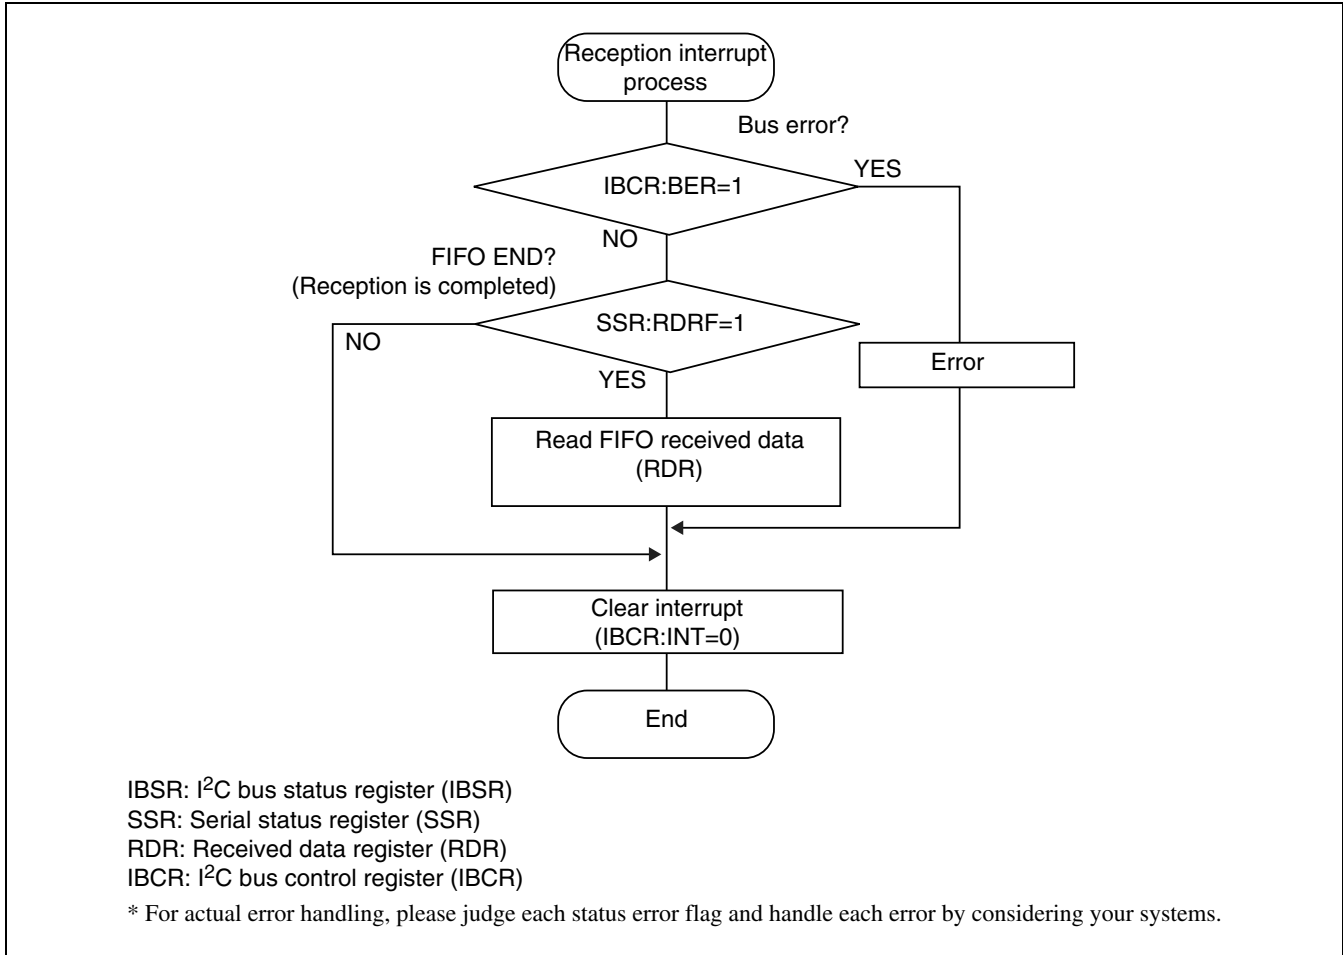 Reception interrupt
process
Bus error?
IBCR:BER=1
YES
NO
FIFO END?
(Reception is completed)
SSR:RDRF=1
NO
YES
Error
Read FIFO received data
(RDR)
Clear interrupt
(IBCR:INT=0)
End
IBSR: I²C bus status register (IBSR)
SSR: Serial status register (SSR)
RDR: Received data register (RDR)
IBCR: I²C bus control register (IBCR)
* For actual error handling, please judge each status error flag and handle each error by considering your systems.